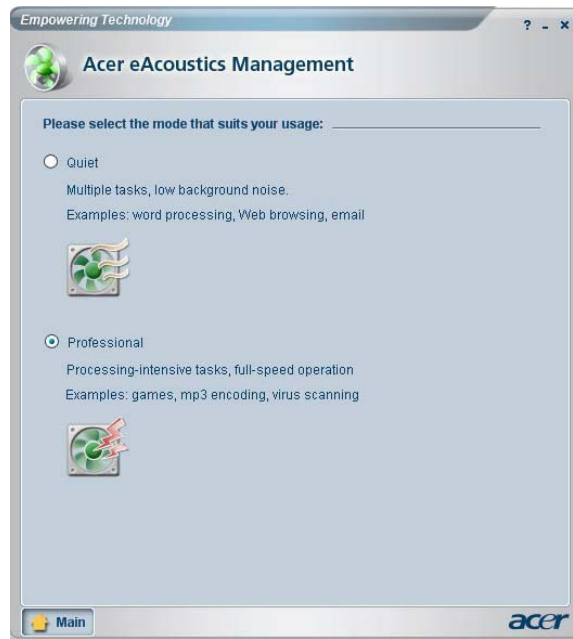 Empowering Technology
? - ×
Acer eAcoustics Management
Please select the mode that suits your usage:
Quiet
Multiple tasks, low background noise.
Examples: word processing, Web browsing, email
Professional
Processing-intensive tasks, full-speed operation
Examples: games, mp3 encoding, virus scanning
Main
acer